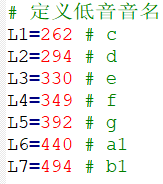 # 定义低音音名
L1=262 # c
L2=294 # d
L3=330 # e
L4=349 # f
L5=392 # g
L6=440 # a1
L7=494 # b1